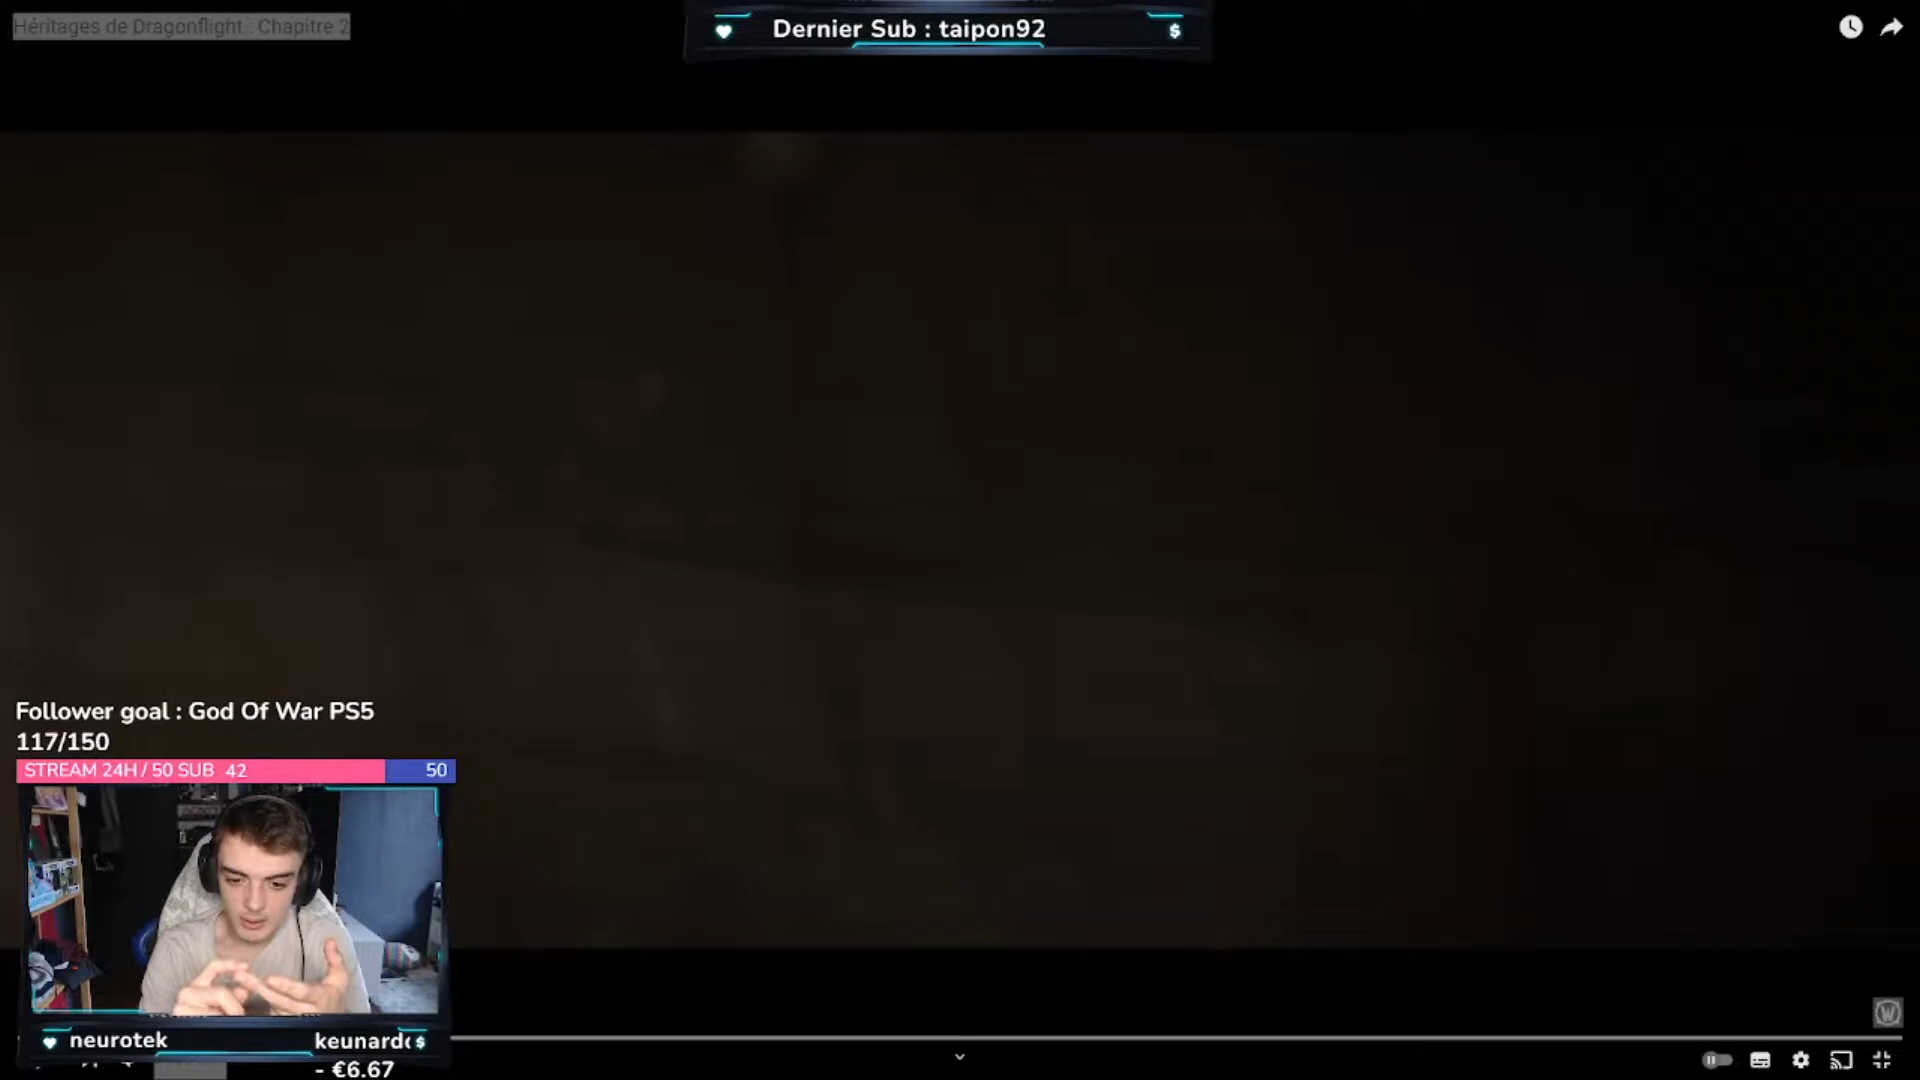 Héritages de Dragonflight : Chapitre 2
Dernier Sub : taipon92
Follower goal : God Of War PS5
117/150
STREAM 24H / 50 SUB 42 50
neurotek keunard
- €6.67